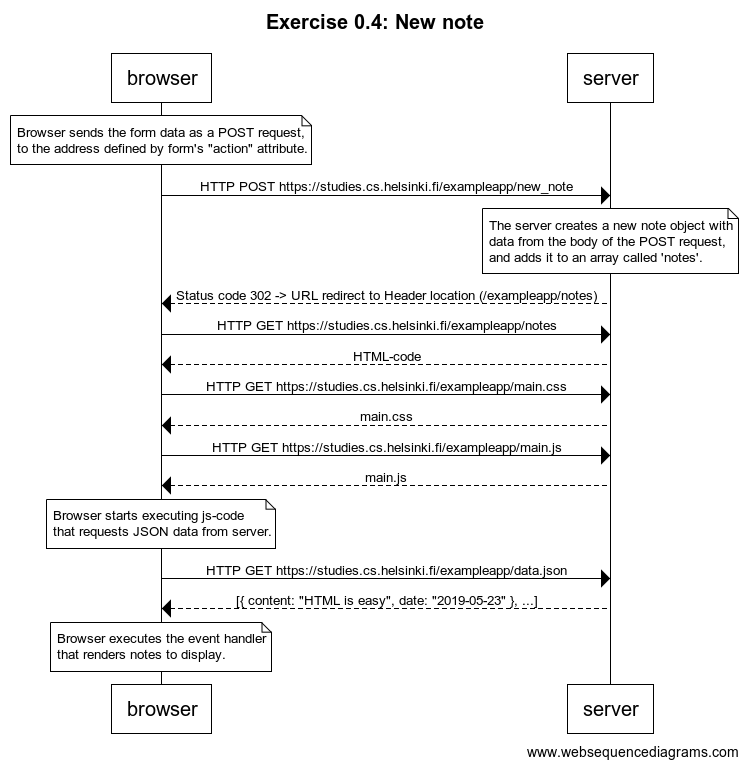 Exercise 0.4: New note
browser
server
Browser sends the form data as a POST request,
to the address defined by form's "action" attribute.
HTTP POST https://studies.cs.helsinki.fi/exampleapp/new_note
The server creates a new note object with
data from the body of the POST request,
and adds it to an array called 'notes'.
Status code 302 -> URL redirect to Header location (/exampleapp/notes)
HTTP GET https://studies.cs.helsinki.fi/exampleapp/notes
HTML-code
HTTP GET https://studies.cs.helsinki.fi/exampleapp/main.css
main.css
HTTP GET https://studies.cs.helsinki.fi/exampleapp/main.js
main.js
Browser starts executing js-code
that requests JSON data from server.
HTTP GET https://studies.cs.helsinki.fi/exampleapp/data.json
[{ content: "HTML is easy", date: "2019-05-23" }, ...]
Browser executes the event handler
that renders notes to display.
browser
server
www.websequencediagrams.com